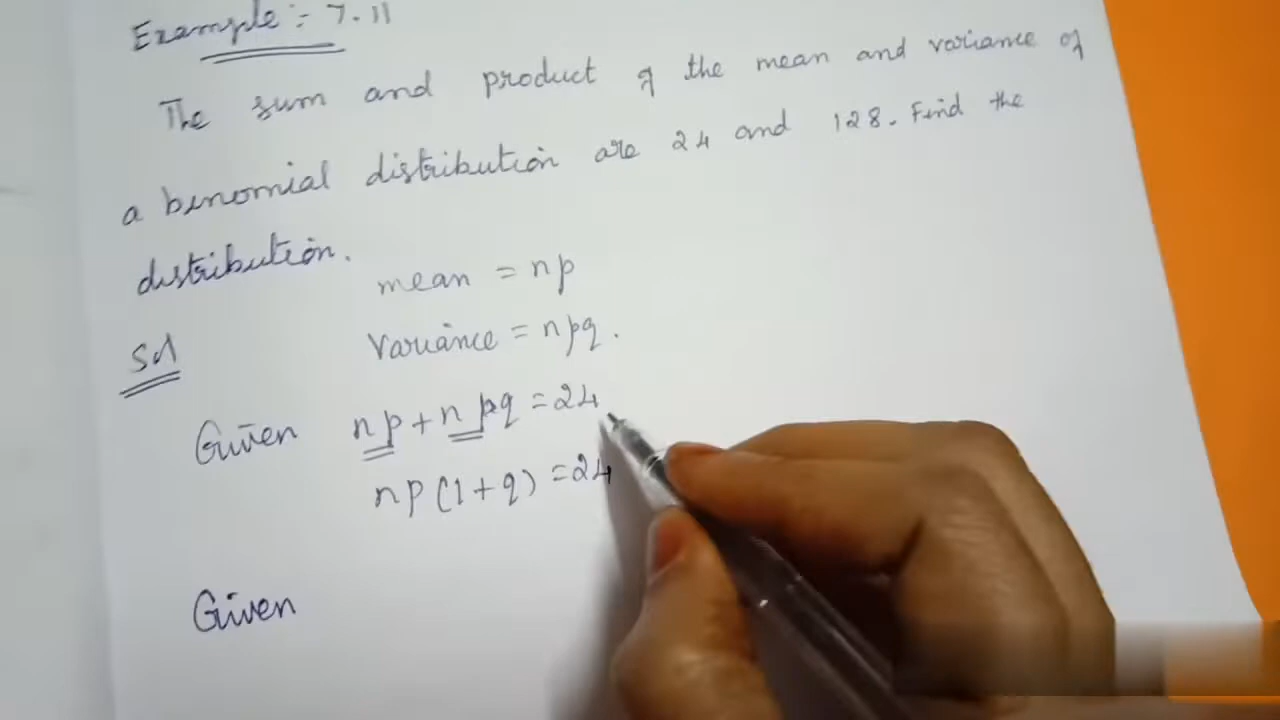 Example :- 7.11
The sum and product of the mean and variance of
a binomial distribution are 24 and 128. Find the
distribution.
mean = np
Sol
Variance = npq.
Given np + npq = 24
np (1 + q) = 24
Given